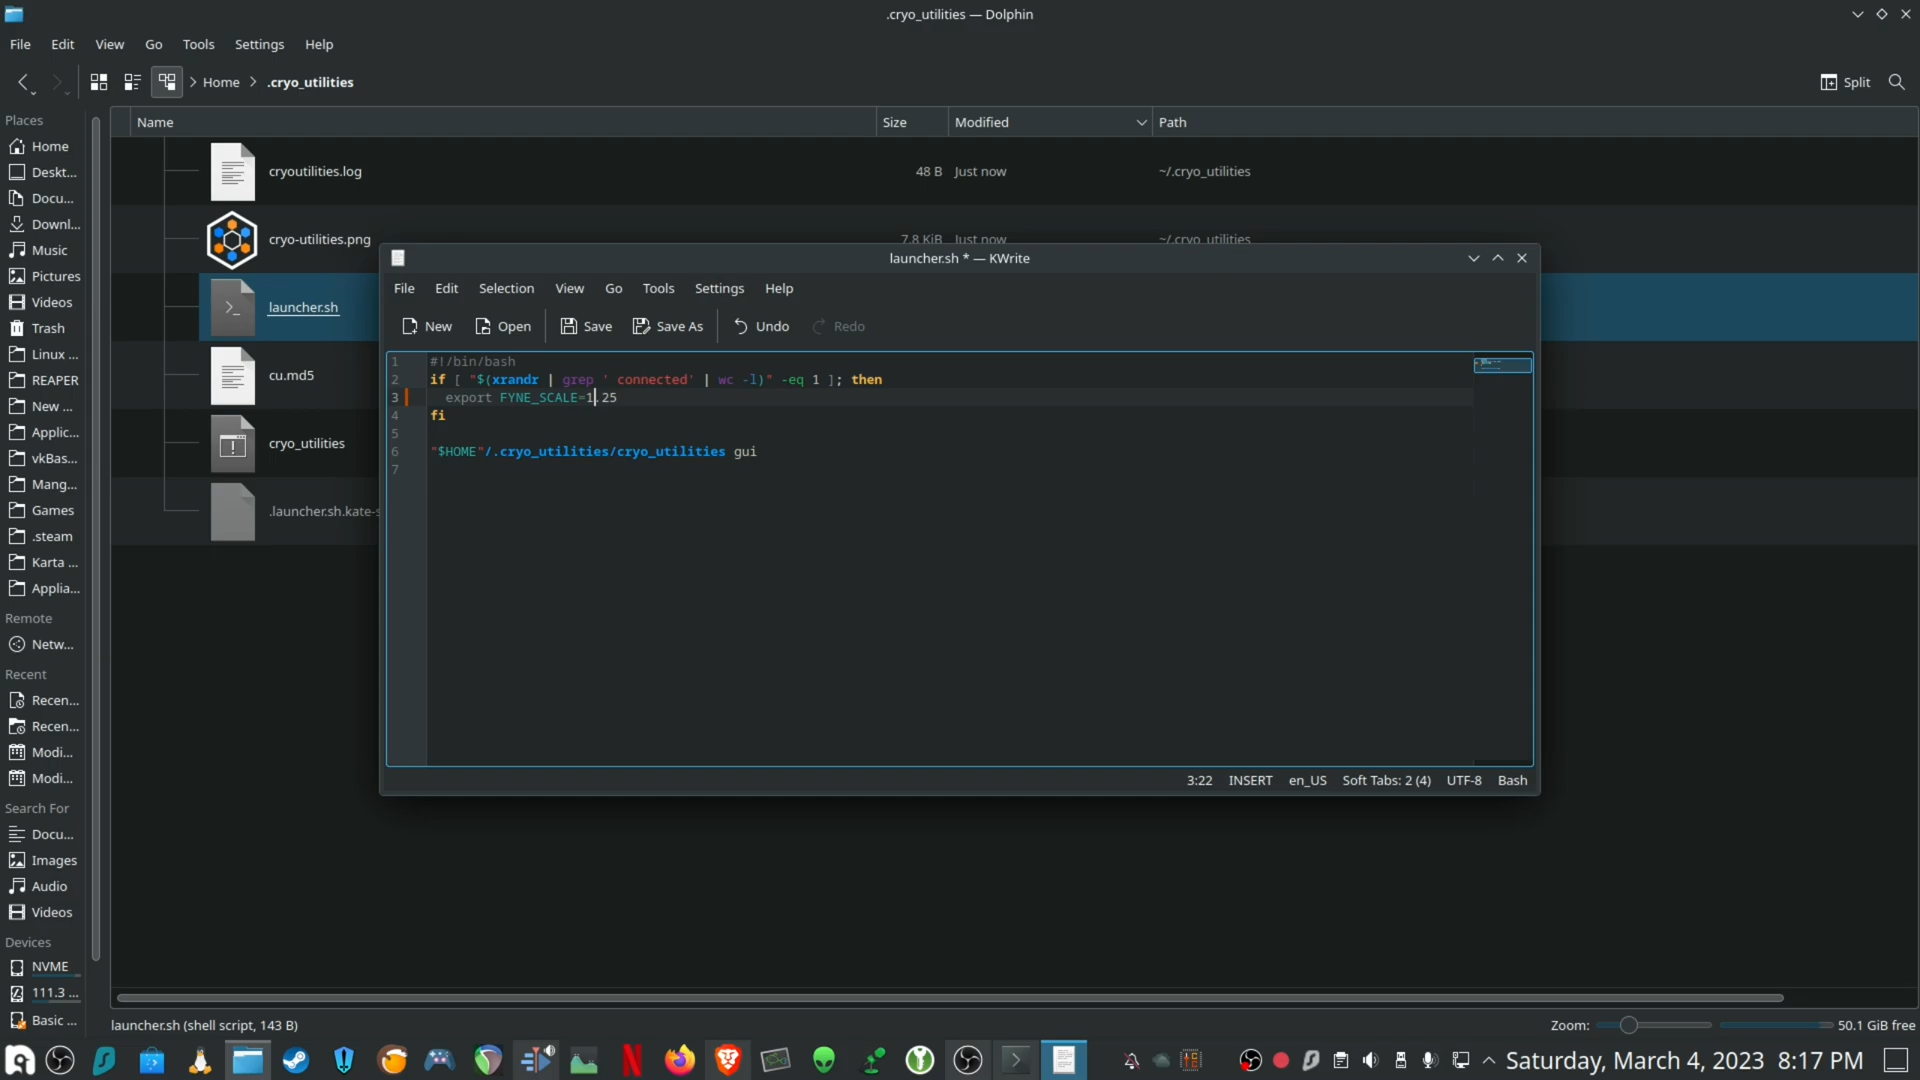 .cryo_utilities — Dolphin
File Edit View Go Tools Settings Help
> Home > .cryo_utilities
Split
Places
Home
Deskt...
Docu...
Downl...
Music
Pictures
Videos
Trash
Linux ...
REAPER
New ...
Applic...
vkBas...
Mang...
Games
.steam
Karta ...
Applia...
Remote
Netw...
Recent
Recen...
Recen...
Modi...
Modi...
Search For
Docu...
Images
Audio
Videos
Devices
NVME
111.3 ...
Basic ...
Name Size Modified Path
cryoutilities.log 48 B Just now ~/.cryo_utilities
cryo-utilities.png 7.8 KiB Just now ~/.cryo_utilities
launcher.sh
cu.md5
cryo_utilities
.launcher.sh.kate-s
launcher.sh * — KWrite
File Edit Selection View Go Tools Settings Help
New Open Save Save As Undo Redo
1 #!/bin/bash
2 if [ "$(xrandr | grep ' connected' | wc -l)" -eq 1 ]; then
3 export FYNE_SCALE=1.25
4 fi
5
6 "$HOME"/.cryo_utilities/cryo_utilities gui
7
3:22 INSERT en_US Soft Tabs: 2 (4) UTF-8 Bash
launcher.sh (shell script, 143 B)
Zoom: 50.1 GiB free
Saturday, March 4, 2023 8:17 PM